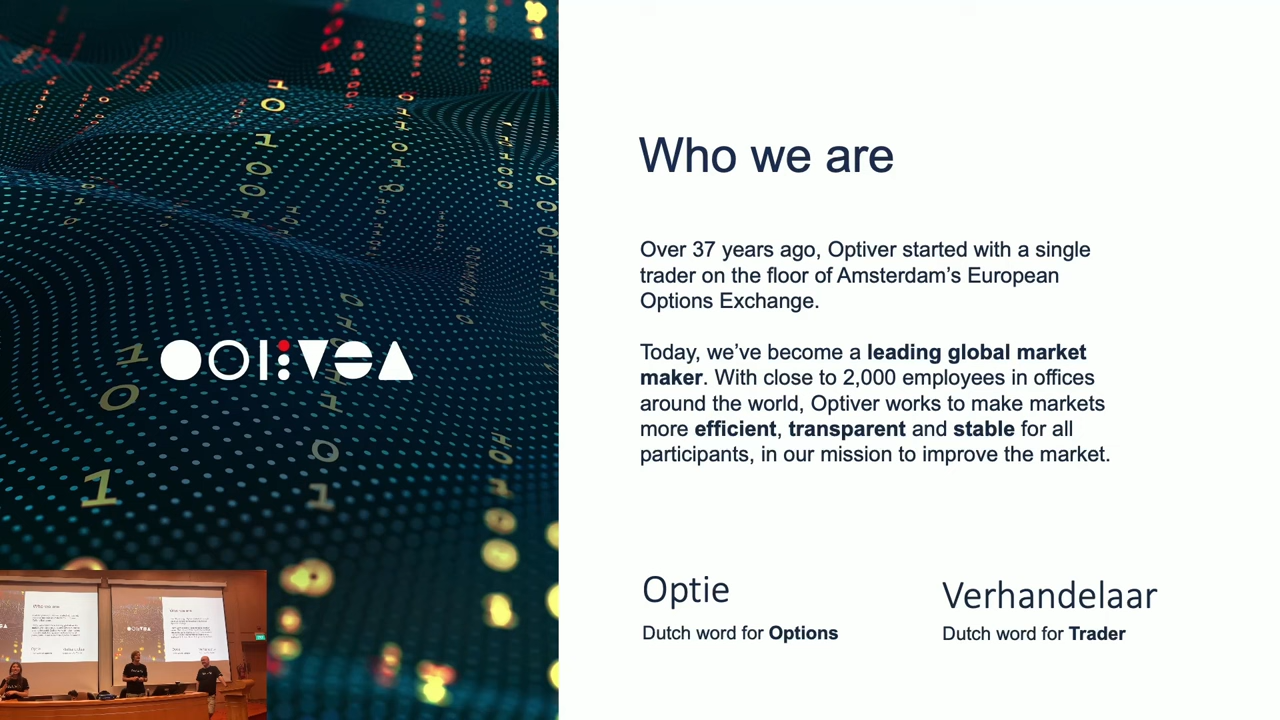 Who we are
Over 37 years ago, Optiver started with a single
trader on the floor of Amsterdam's European
Options Exchange.
Today, we've become a leading global market
maker. With close to 2,000 employees in offices
around the world, Optiver works to make markets
more efficient, transparent and stable for all
participants, in our mission to improve the market.
Optie
Dutch word for Options
Verhandelaar
Dutch word for Trader